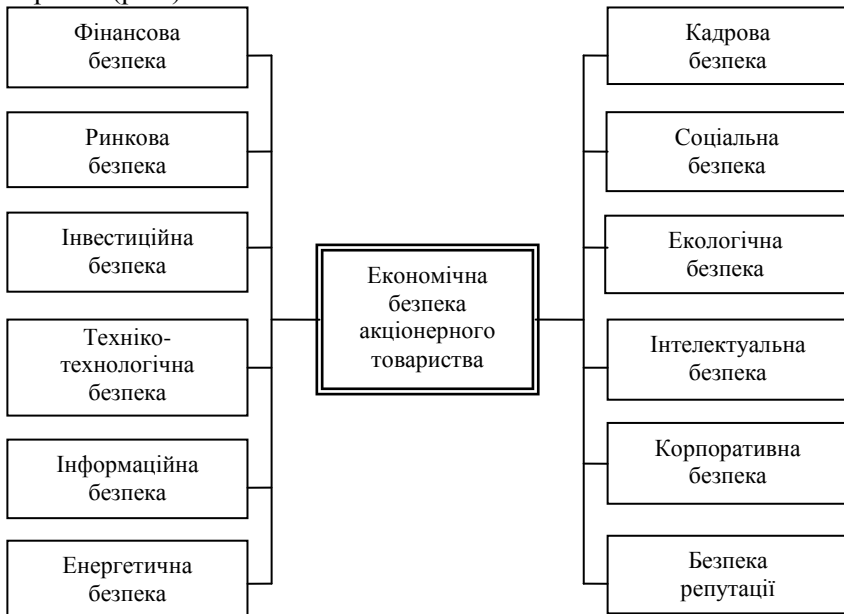 Фінансова
безпека
Ринкова
безпека
Інвестиційна
безпека
Техніко-
технологічна
безпека
Інформаційна
безпека
Енергетична
безпека
Економічна
безпека
акціонерного
товариства
Кадрова
безпека
Соціальна
безпека
Екологічна
безпека
Інтелектуальна
безпека
Корпоративна
безпека
Безпека
репутації